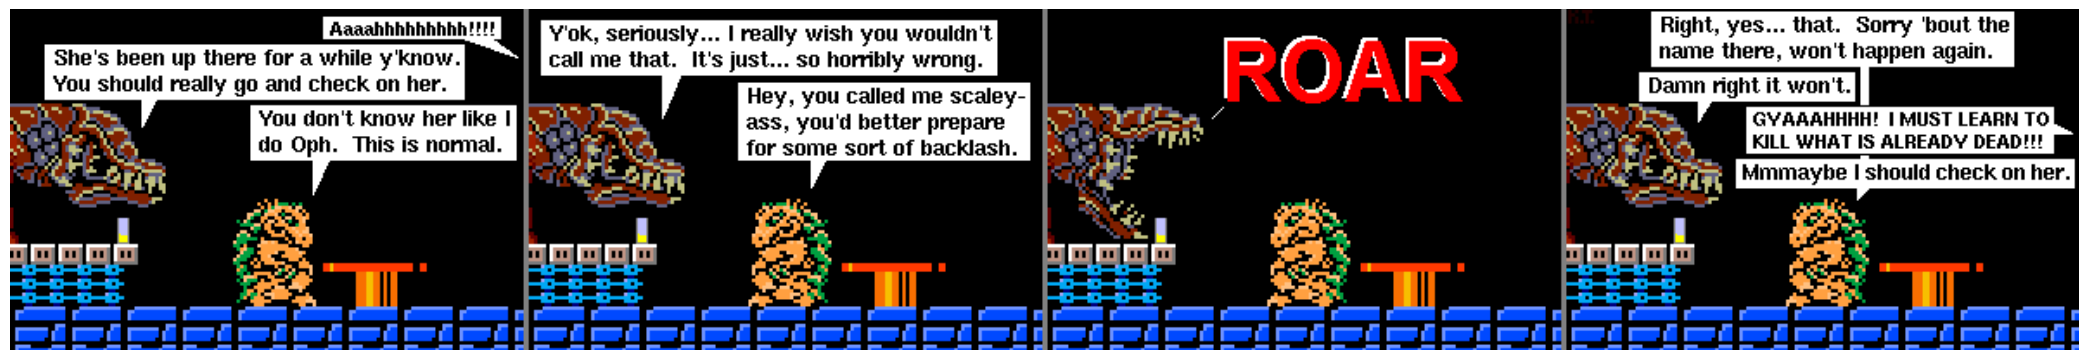 Aaaahhhhhhhhhh!!!!
She's been up there for a while y'know.
You should really go and check on her.
You don't know her like I
do Oph.  This is normal.
Y'ok, seriously... I really wish you wouldn't
call me that.  It's just... so horribly wrong.
Hey, you called me scaley-
ass, you'd better prepare
for some sort of backlash.
ROAR
Right, yes... that.  Sorry 'bout the
name there, won't happen again.
Damn right it won't.
GYAAAHHHH!  I MUST LEARN TO
KILL WHAT IS ALREADY DEAD!!!
Mmmaybe I should check on her.